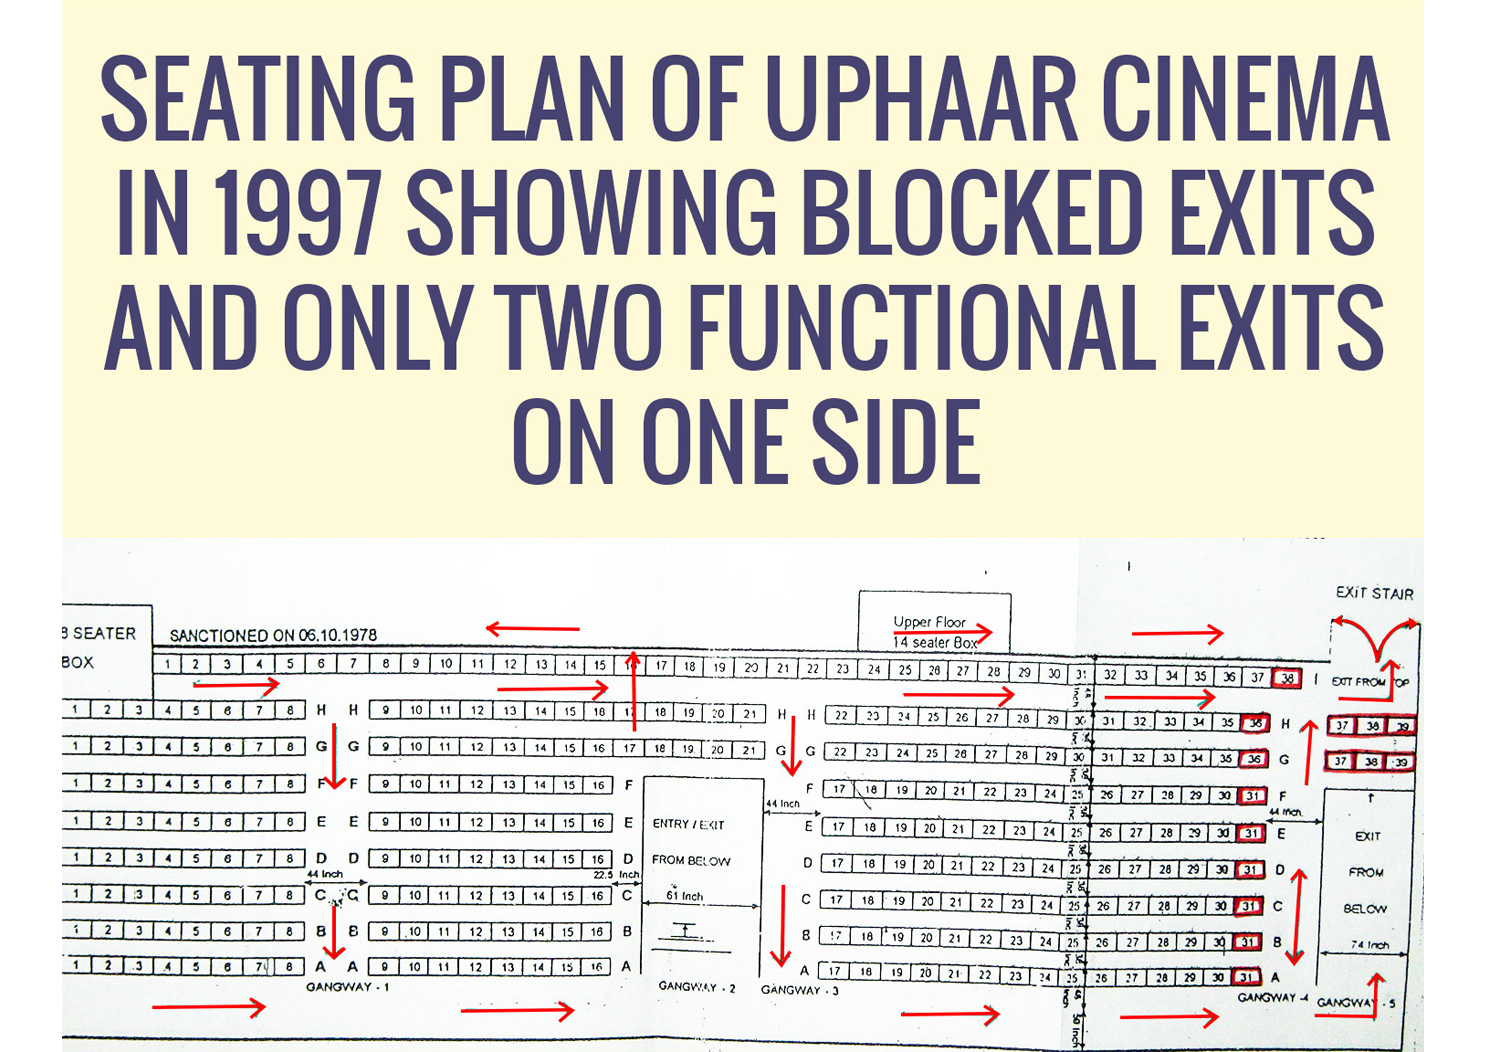 SEATING PLAN OF UPHAAR CINEMA
IN 1997 SHOWING BLOCKED EXITS
AND ONLY TWO FUNCTIONAL EXITS
ON ONE SIDE
EXIT STAIR
8 SEATER
BOX
SANCTIONED ON 06.10.1978
Upper Floor
14 seater Box
1 2 3 4 5 6 7 8 9 10 11 12 13 14 15 16 17 18 19 20 21 22 23 24 25 26 27 28 29 30 31 32 33 34 35 36 37 38 I
EXIT FROM TOP
1 2 3 4 5 6 7 8 H H 9 10 11 12 13 14 15 16 17 18 19 20 21 H H 22 23 24 25 26 27 28 29 30 31 32 33 34 35 36 H 37 38 39
1 2 3 4 5 6 7 8 G G 9 10 11 12 13 14 15 16 17 18 19 20 21 G G 22 23 24 25 26 27 28 29 30 31 32 33 34 35 36 G 37 38 39
1 2 3 4 5 6 7 8 F F 9 10 11 12 13 14 15 16 F F 17 18 19 20 21 22 23 24 25 26 27 28 29 30 31 F
44 Inch 44 Inch
1 2 3 4 5 6 7 8 E E 9 10 11 12 13 14 15 16 E ENTRY / EXIT E 17 18 19 20 21 22 23 24 25 26 27 28 29 30 31 E EXIT
1 2 3 4 5 6 7 8 D D 9 10 11 12 13 14 15 16 D FROM BELOW D 17 18 19 20 21 22 23 24 25 26 27 28 29 30 31 D FROM
44 Inch 22.5 Inch
1 2 3 4 5 6 7 8 C C 9 10 11 12 13 14 15 16 C 61 Inch C 17 18 19 20 21 22 23 24 25 26 27 28 29 30 31 C BELOW
1 2 3 4 5 6 7 8 B B 9 10 11 12 13 14 15 16 B B 17 18 19 20 21 22 23 24 25 26 27 28 29 30 31 B 74 Inch
1 2 3 4 5 6 7 8 A A 9 10 11 12 13 14 15 16 A A 17 18 19 20 21 22 23 24 25 26 27 28 29 30 31 A
GANGWAY - 1 GANGWAY - 2 GANGWAY - 3 GANGWAY - 4 GANGWAY - 5
50 Inch